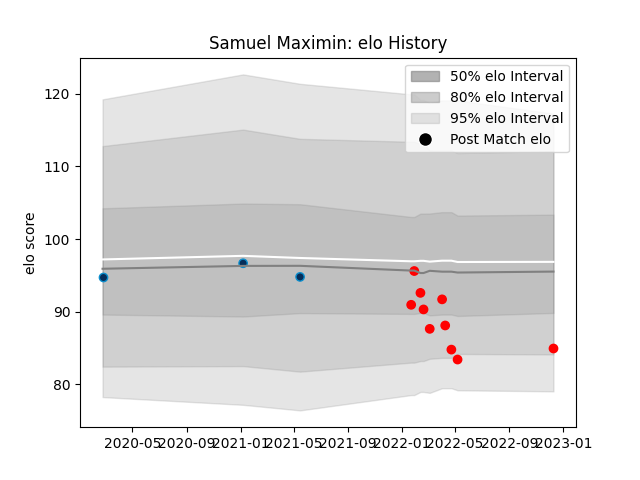 Samuel Maximin: elo History
50% elo Interval
80% elo Interval
95% elo Interval
Post Match elo
elo score
120
110
100
90
80
2020-05 2020-09 2021-01 2021-05 2021-09 2022-01 2022-05 2022-09 2023-01